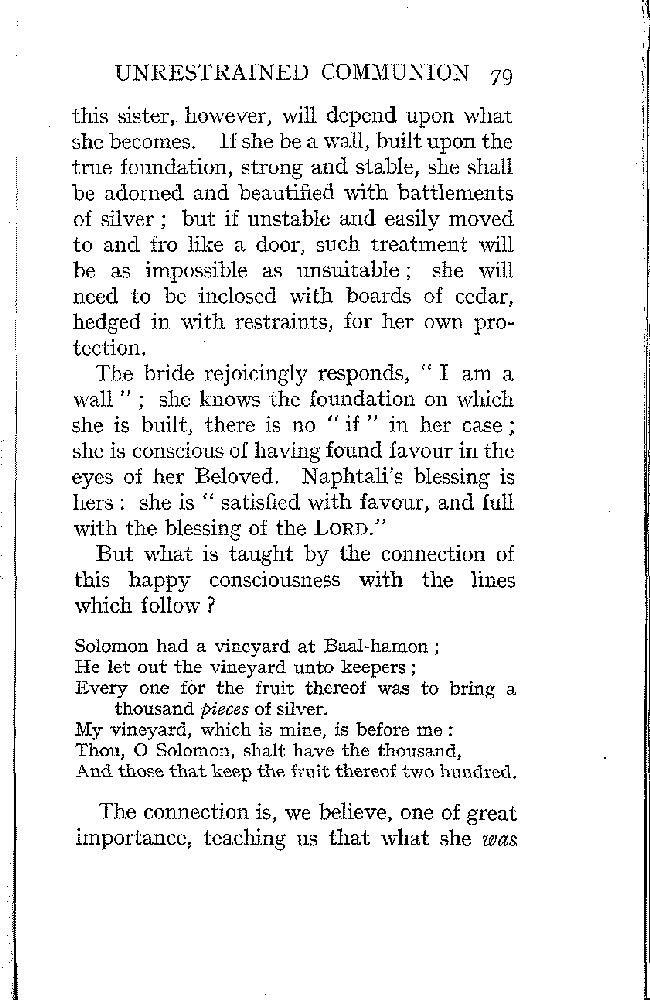 UNRESTRAINED COMMUNION 79
this sister, however, will depend upon what
she becomes. If she be a wall, built upon the
true foundation, strong and stable, she shall
be adorned and beautified with battlements
of silver ; but if unstable and easily moved
to and fro like a door, such treatment will
be as impossible as unsuitable ; she will
need to be inclosed with boards of cedar,
hedged in with restraints, for her own pro-
tection.
The bride rejoicingly responds, “ I am a
wall ” ; she knows the foundation on which
she is built, there is no “ if ” in her case ;
she is conscious of having found favour in the
eyes of her Beloved. Naphtali's blessing is
hers : she is “ satisfied with favour, and full
with the blessing of the LORD.”
But what is taught by the connection of
this happy consciousness with the lines
which follow ?
Solomon had a vineyard at Baal-hamon ;
He let out the vineyard unto keepers ;
Every one for the fruit thereof was to bring a
thousand pieces of silver.
My vineyard, which is mine, is before me :
Thou, O Solomon, shalt have the thousand,
And those that keep the fruit thereof two hundred.
The connection is, we believe, one of great
importance, teaching us that what she was